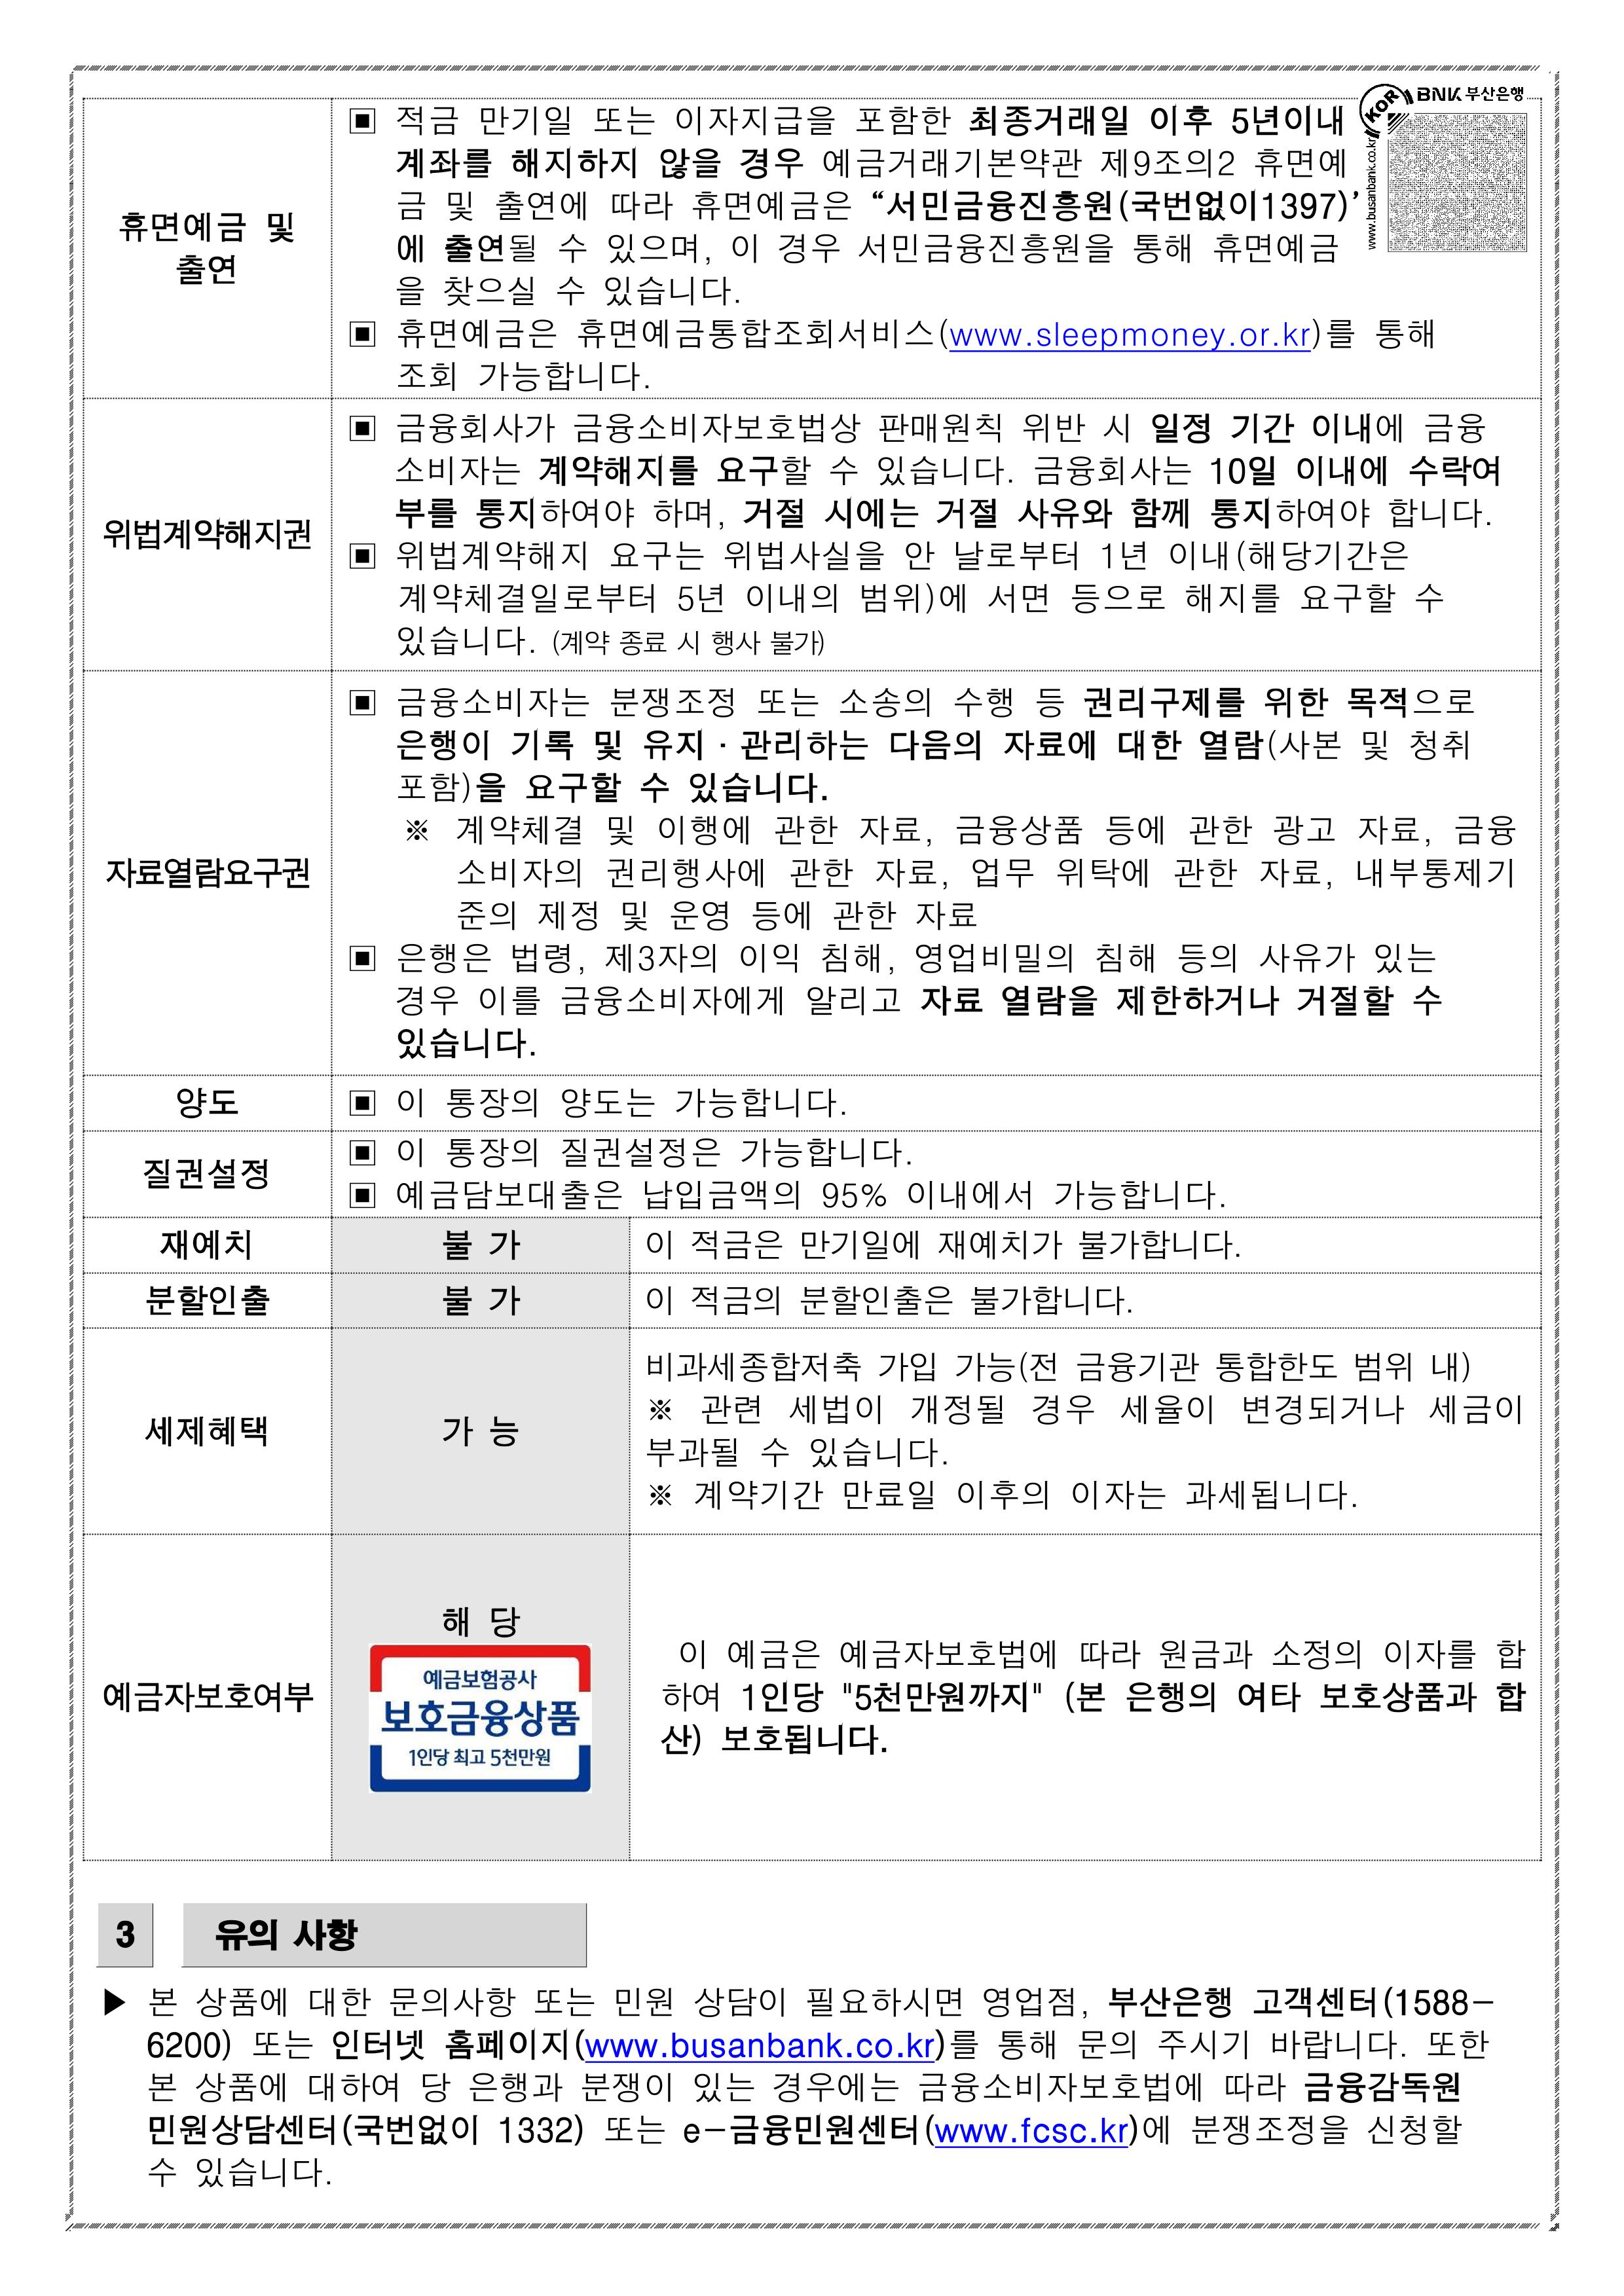 BNK 부산은행
KOR
www.busanbank.co.kr
휴면예금 및
출연
▣ 적금 만기일 또는 이자지급을 포함한 최종거래일 이후 5년이내
계좌를 해지하지 않을 경우 예금거래기본약관 제9조의2 휴면예
금 및 출연에 따라 휴면예금은 “서민금융진흥원(국번없이1397)’
에 출연될 수 있으며, 이 경우 서민금융진흥원을 통해 휴면예금
을 찾으실 수 있습니다.
▣ 휴면예금은 휴면예금통합조회서비스(www.sleepmoney.or.kr)를 통해
조회 가능합니다.
위법계약해지권
▣ 금융회사가 금융소비자보호법상 판매원칙 위반 시 일정 기간 이내에 금융
소비자는 계약해지를 요구할 수 있습니다. 금융회사는 10일 이내에 수락여
부를 통지하여야 하며, 거절 시에는 거절 사유와 함께 통지하여야 합니다.
▣ 위법계약해지 요구는 위법사실을 안 날로부터 1년 이내(해당기간은
계약체결일로부터 5년 이내의 범위)에 서면 등으로 해지를 요구할 수
있습니다. (계약 종료 시 행사 불가)
자료열람요구권
▣ 금융소비자는 분쟁조정 또는 소송의 수행 등 권리구제를 위한 목적으로
은행이 기록 및 유지·관리하는 다음의 자료에 대한 열람(사본 및 청취
포함)을 요구할 수 있습니다.
※ 계약체결 및 이행에 관한 자료, 금융상품 등에 관한 광고 자료, 금융
소비자의 권리행사에 관한 자료, 업무 위탁에 관한 자료, 내부통제기
준의 제정 및 운영 등에 관한 자료
▣ 은행은 법령, 제3자의 이익 침해, 영업비밀의 침해 등의 사유가 있는
경우 이를 금융소비자에게 알리고 자료 열람을 제한하거나 거절할 수
있습니다.
양도
▣ 이 통장의 양도는 가능합니다.
질권설정
▣ 이 통장의 질권설정은 가능합니다.
▣ 예금담보대출은 납입금액의 95% 이내에서 가능합니다.
재예치
불 가
이 적금은 만기일에 재예치가 불가합니다.
분할인출
불 가
이 적금의 분할인출은 불가합니다.
세제혜택
가 능
비과세종합저축 가입 가능(전 금융기관 통합한도 범위 내)
※ 관련 세법이 개정될 경우 세율이 변경되거나 세금이
부과될 수 있습니다.
※ 계약기간 만료일 이후의 이자는 과세됩니다.
예금자보호여부
해 당
예금보험공사
보호금융상품
1인당 최고 5천만원
이 예금은 예금자보호법에 따라 원금과 소정의 이자를 합
하여 1인당 "5천만원까지" (본 은행의 여타 보호상품과 합
산) 보호됩니다.
3 유의 사항
▶ 본 상품에 대한 문의사항 또는 민원 상담이 필요하시면 영업점, 부산은행 고객센터(1588-
6200) 또는 인터넷 홈페이지(www.busanbank.co.kr)를 통해 문의 주시기 바랍니다. 또한
본 상품에 대하여 당 은행과 분쟁이 있는 경우에는 금융소비자보호법에 따라 금융감독원
민원상담센터(국번없이 1332) 또는 e-금융민원센터(www.fcsc.kr)에 분쟁조정을 신청할
수 있습니다.